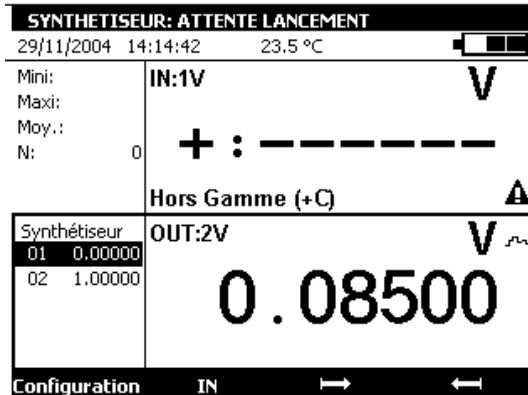 SYNTHETISEUR: ATTENTE LANCEMENT
29/11/2004 14:14:42 23.5 °C
Mini:
Maxi:
Moy.:
N: 0
IN:1V V
+ : – – – – – –
Hors Gamme (+C)
Synthétiseur
01 0.00000
02 1.00000
OUT:2V V
0.08500
Configuration IN